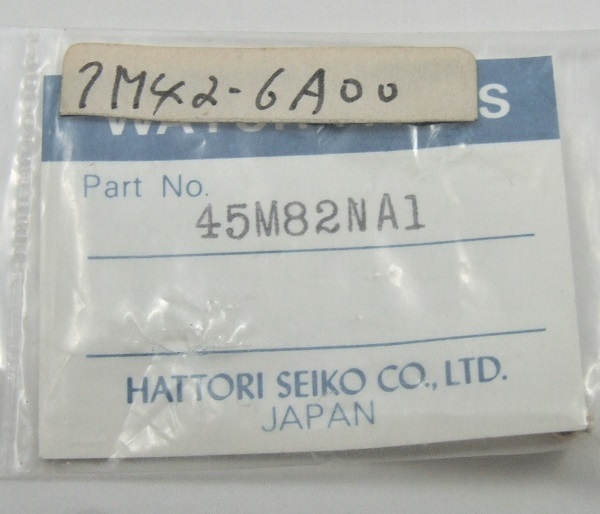 7M42-6A00
Part No.
45M82NA1
HATTORI SEIKO CO., LTD.
JAPAN